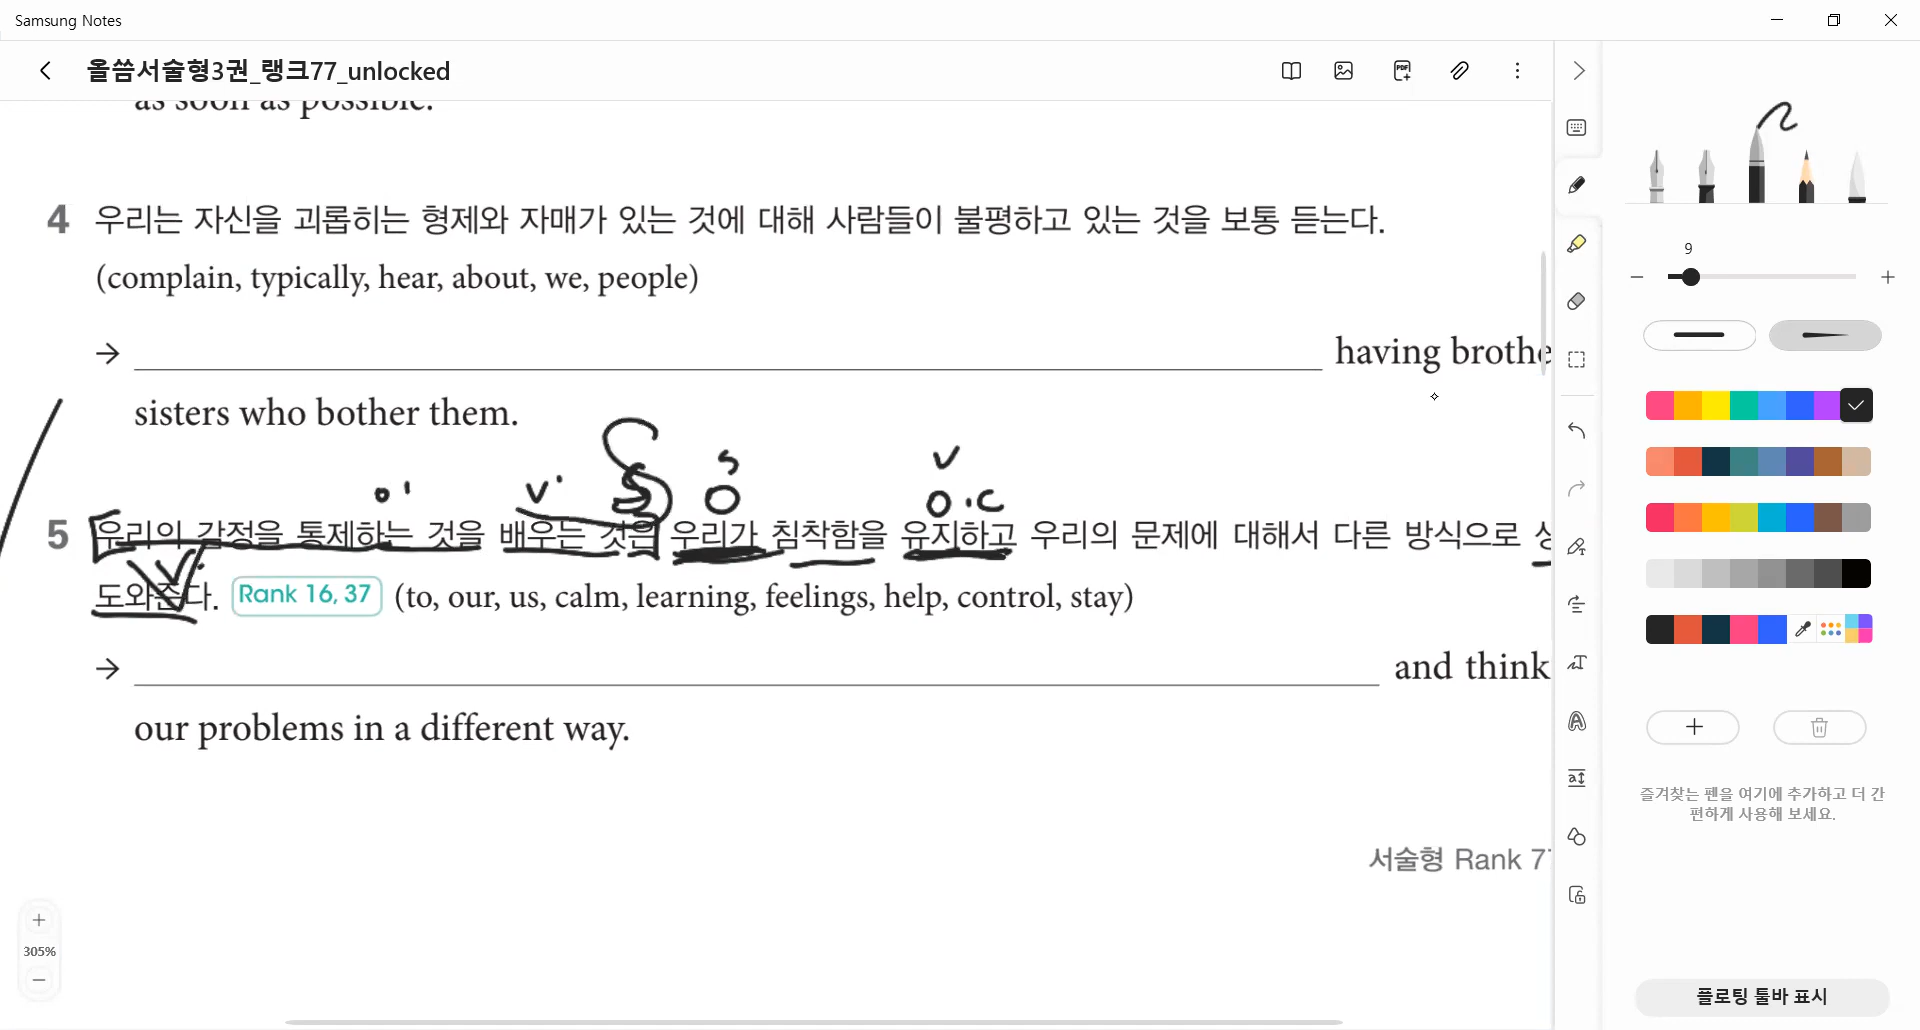 Samsung Notes
올씀서술형3권_랭크77_unlocked
as soon as possible.
4 우리는 자신을 괴롭히는 형제와 자매가 있는 것에 대해 사람들이 불평하고 있는 것을 보통 듣는다.
(complain, typically, hear, about, we, people)
→ having brothe
sisters who bother them.
S V
o' v' S O O.C
5 우리의 감정을 통제하는 것을 배우는 것은 우리가 침착함을 유지하고 우리의 문제에 대해서 다른 방식으로 생
도와준다. Rank 16, 37 (to, our, us, calm, learning, feelings, help, control, stay)
→ and think
our problems in a different way.
서술형 Rank 77
305%
9
즐겨찾는 펜을 여기에 추가하고 더 간
편하게 사용해 보세요.
플로팅 툴바 표시